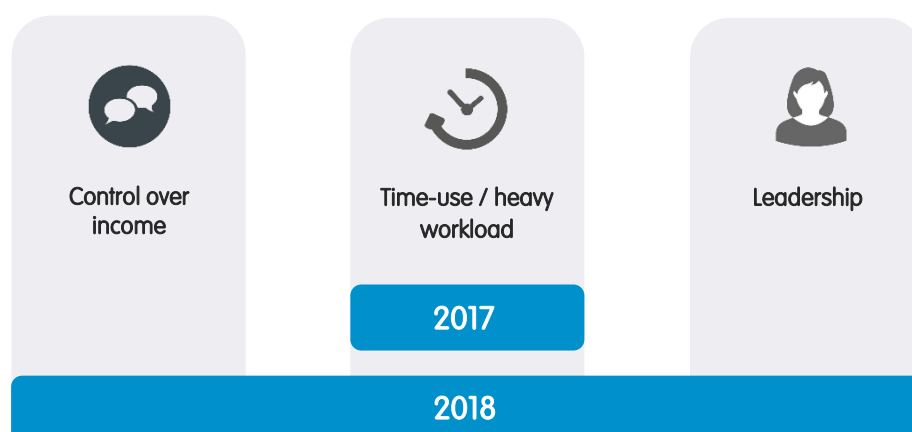 Control over
income
Time-use / heavy
workload
Leadership
2017
2018